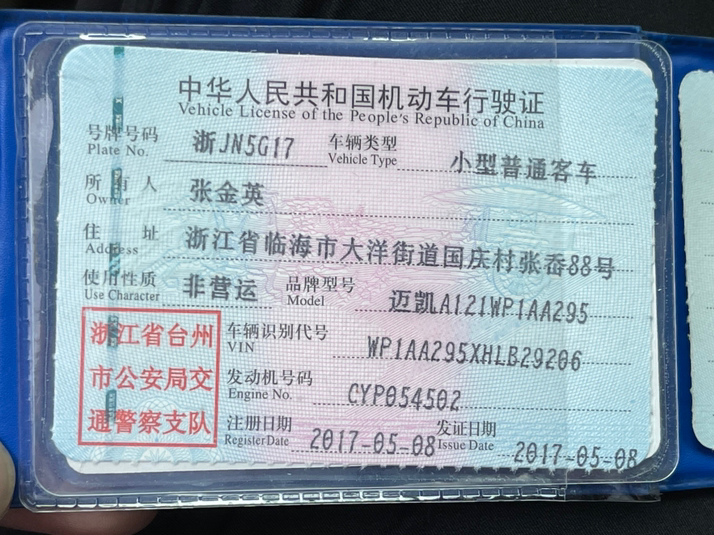 中华人民共和国机动车行驶证
Vehicle License of the People's Republic of China
号牌号码 浙JN5G17 车辆类型 小型普通客车
Plate No. Vehicle Type
所有人 张金英
Owner
住址 浙江省临海市大洋街道国庆村张岙88号
Address
使用性质 非营运 品牌型号 迈凯A121WP1AA295
Use Character Model
浙江省台州 车辆识别代号 WP1AA295XHLB29206
VIN
市公安局交 发动机号码 CYP054502
Engine No.
通警察支队 注册日期 2017-05-08 发证日期 2017-05-08
Register Date Issue Date